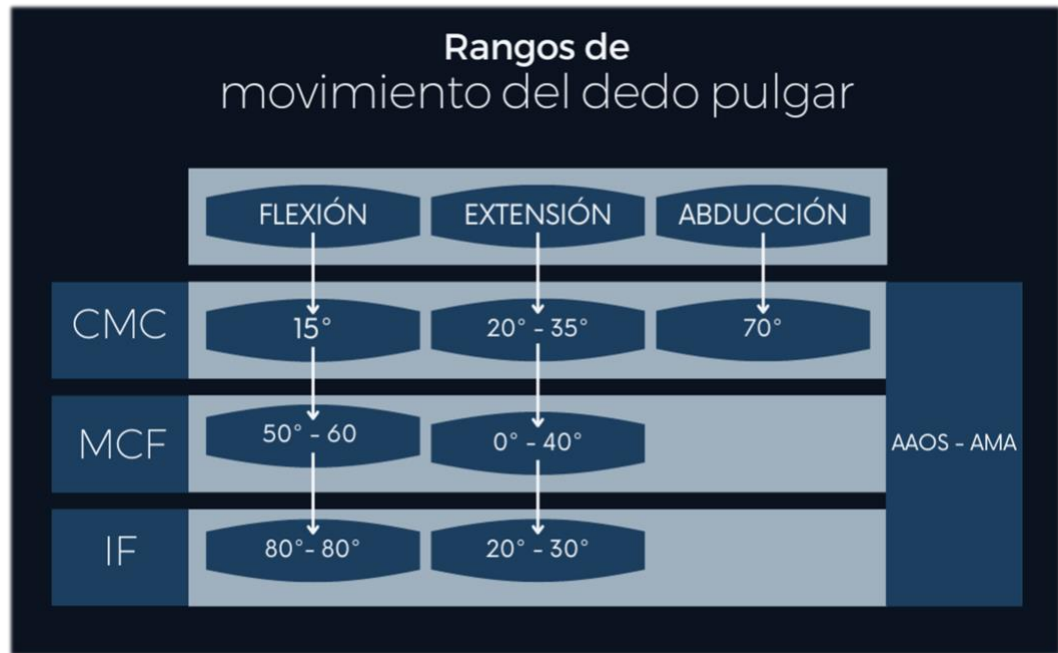 Rangos de
movimiento del dedo pulgar
FLEXIÓN EXTENSIÓN ABDUCCIÓN
CMC 15° 20° - 35° 70°
MCF 50° - 60 0° - 40° AAOS - AMA
IF 80°- 80° 20° - 30°